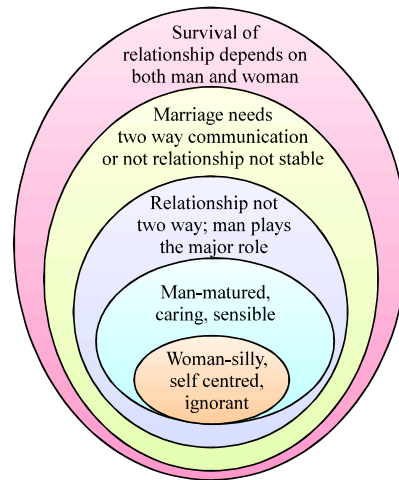 Survival of
relationship depends on
both man and woman
Marriage needs
two way communication
or not relationship not stable
Relationship not
two way; man plays
the major role
Man-matured,
caring, sensible
Woman-silly,
self centred,
ignorant